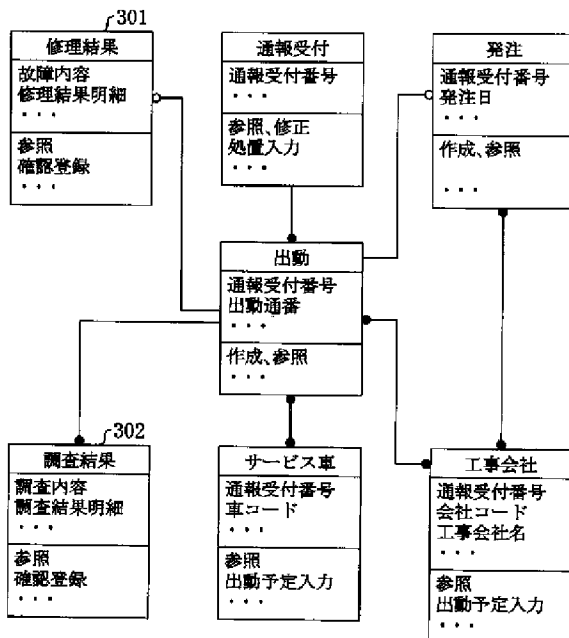 301
修理結果
故障内容
修理結果明細
・・・
参照
確認登録
・・・
通報受付
通報受付番号
・・・
参照、修正
処置入力
・・・
発注
通報受付番号
発注日
・・・
作成、参照
・・・
出動
通報受付番号
出動通番
・・・
作成、参照
・・・
302
調査結果
調査内容
調査結果明細
・・・
参照
確認登録
・・・
サービス車
通報受付番号
車コード
・・・
参照
出動予定入力
・・・
工事会社
通報受付番号
会社コード
工事会社名
・・・
参照
出動予定入力
・・・